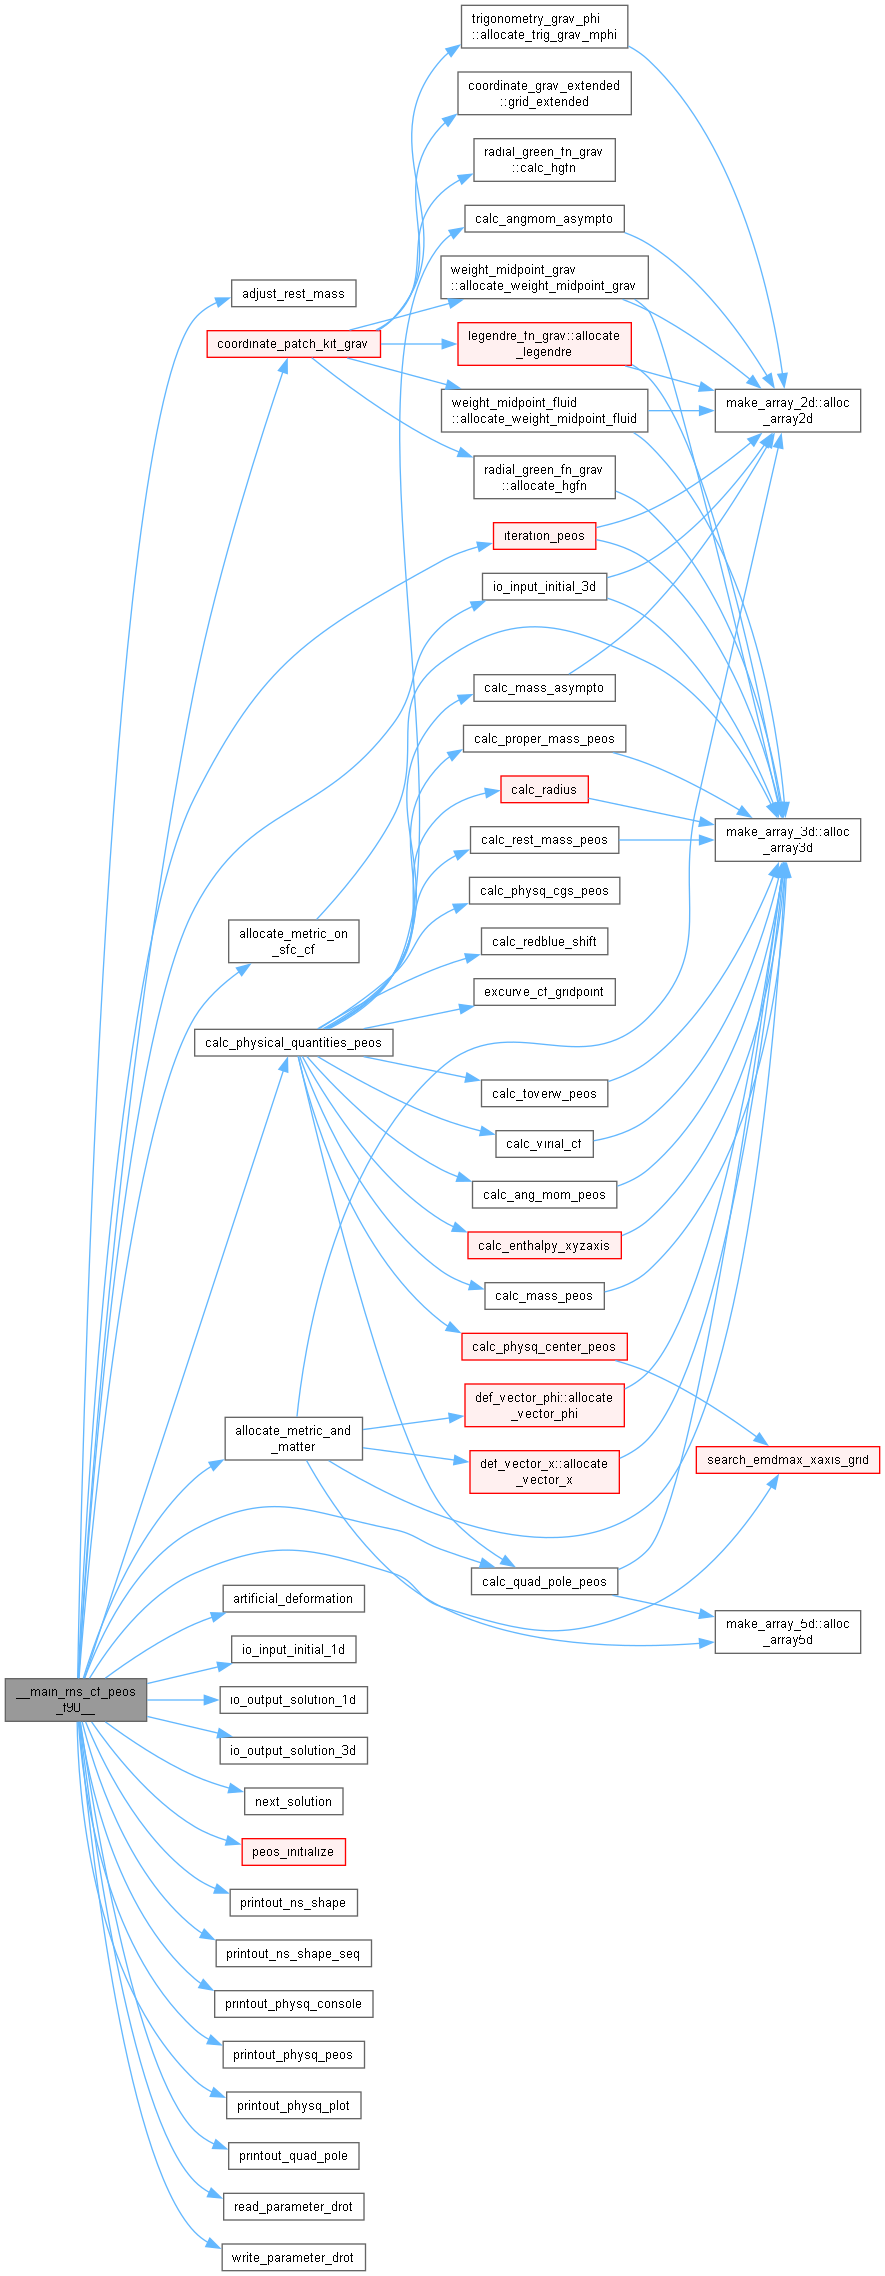 trigonometry_grav_phi
::allocate_trig_grav_mphi
coordinate_grav_extended
::grid_extended
radial_green_fn_grav
::calc_hgfn
calc_angmom_asympto
weight_midpoint_grav
::allocate_weight_midpoint_grav
adjust_rest_mass
coordinate_patch_kit_grav
legendre_fn_grav::allocate
_legendre
weight_midpoint_fluid
::allocate_weight_midpoint_fluid
make_array_2d::alloc
_array2d
radial_green_fn_grav
::allocate_hgfn
iteration_peos
io_input_initial_3d
calc_mass_asympto
calc_proper_mass_peos
calc_radius
calc_rest_mass_peos
make_array_3d::alloc
_array3d
calc_physq_cgs_peos
allocate_metric_on
_sfc_cf
calc_redblue_shift
excurve_cf_gridpoint
calc_physical_quantities_peos
calc_toverw_peos
calc_virial_cf
calc_ang_mom_peos
calc_enthalpy_xyzaxis
calc_mass_peos
calc_physq_center_peos
def_vector_phi::allocate
_vector_phi
allocate_metric_and
_matter
def_vector_x::allocate
_vector_x
search_emdmax_xaxis_grid
calc_quad_pole_peos
make_array_5d::alloc
_array5d
artificial_deformation
io_input_initial_1d
__main_rns_cf_peos
_f90__
io_output_solution_1d
io_output_solution_3d
next_solution
peos_initialize
printout_ns_shape
printout_ns_shape_seq
printout_physq_console
printout_physq_peos
printout_physq_plot
printout_quad_pole
read_parameter_drot
write_parameter_drot